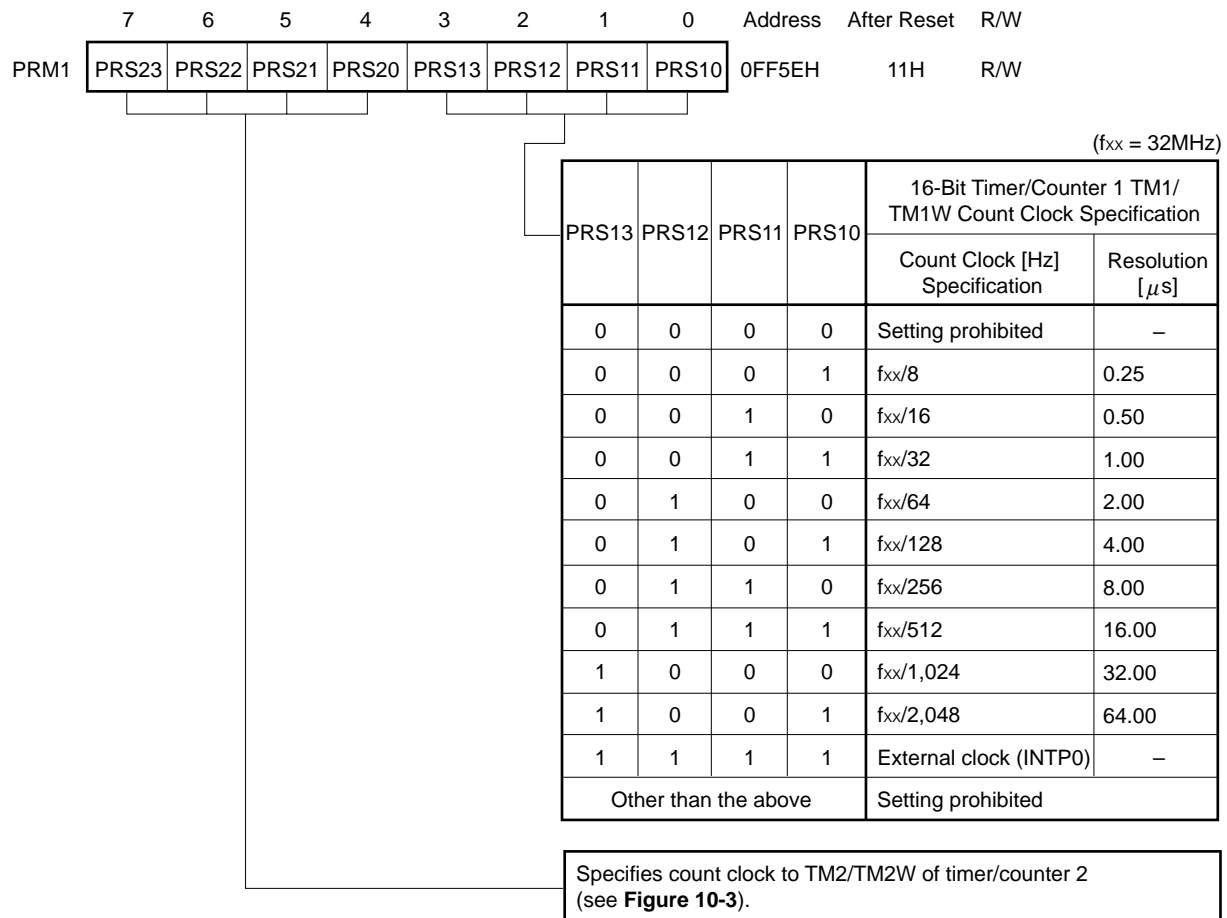 7 6 5 4 3 2 1 0 Address After Reset R/W
PRM1 PRS23 PRS22 PRS21 PRS20 PRS13 PRS12 PRS11 PRS10 0FF5EH 11H R/W
(fxx = 32MHz)
PRS13 PRS12 PRS11 PRS10
16-Bit Timer/Counter 1 TM1/
TM1W Count Clock Specification
Count Clock [Hz]
Specification
Resolution
[μs]
0 0 0 0 Setting prohibited –
0 0 0 1 fxx/8 0.25
0 0 1 0 fxx/16 0.50
0 0 1 1 fxx/32 1.00
0 1 0 0 fxx/64 2.00
0 1 0 1 fxx/128 4.00
0 1 1 0 fxx/256 8.00
0 1 1 1 fxx/512 16.00
1 0 0 0 fxx/1,024 32.00
1 0 0 1 fxx/2,048 64.00
1 1 1 1 External clock (INTP0) –
Other than the above Setting prohibited
Specifies count clock to TM2/TM2W of timer/counter 2
(see Figure 10-3).